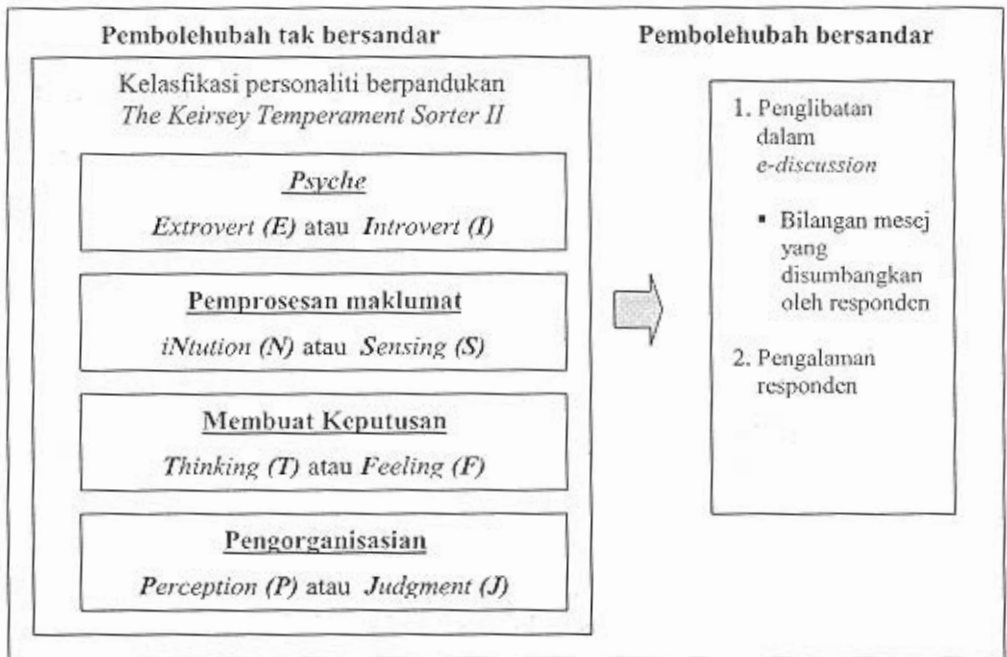 Pembolehubah tak bersandar
Kelasfikasi personaliti berpandukan
The Keirsey Temperament Sorter II
Psyche
Extrovert (E) atau Introvert (I)
Pemprosesan maklumat
iNtution (N) atau Sensing (S)
Membuat Keputusan
Thinking (T) atau Feeling (F)
Pengorganisasian
Perception (P) atau Judgment (J)
Pembolehubah bersandar
1. Penglibatan
dalam
e-discussion
▪ Bilangan mesej
yang
disumbangkan
oleh responden
2. Pengalaman
responden